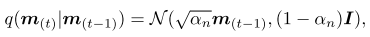 q(m_(t)|m_(t−1)) = N(√α_n m_(t−1), (1 − α_n)I),